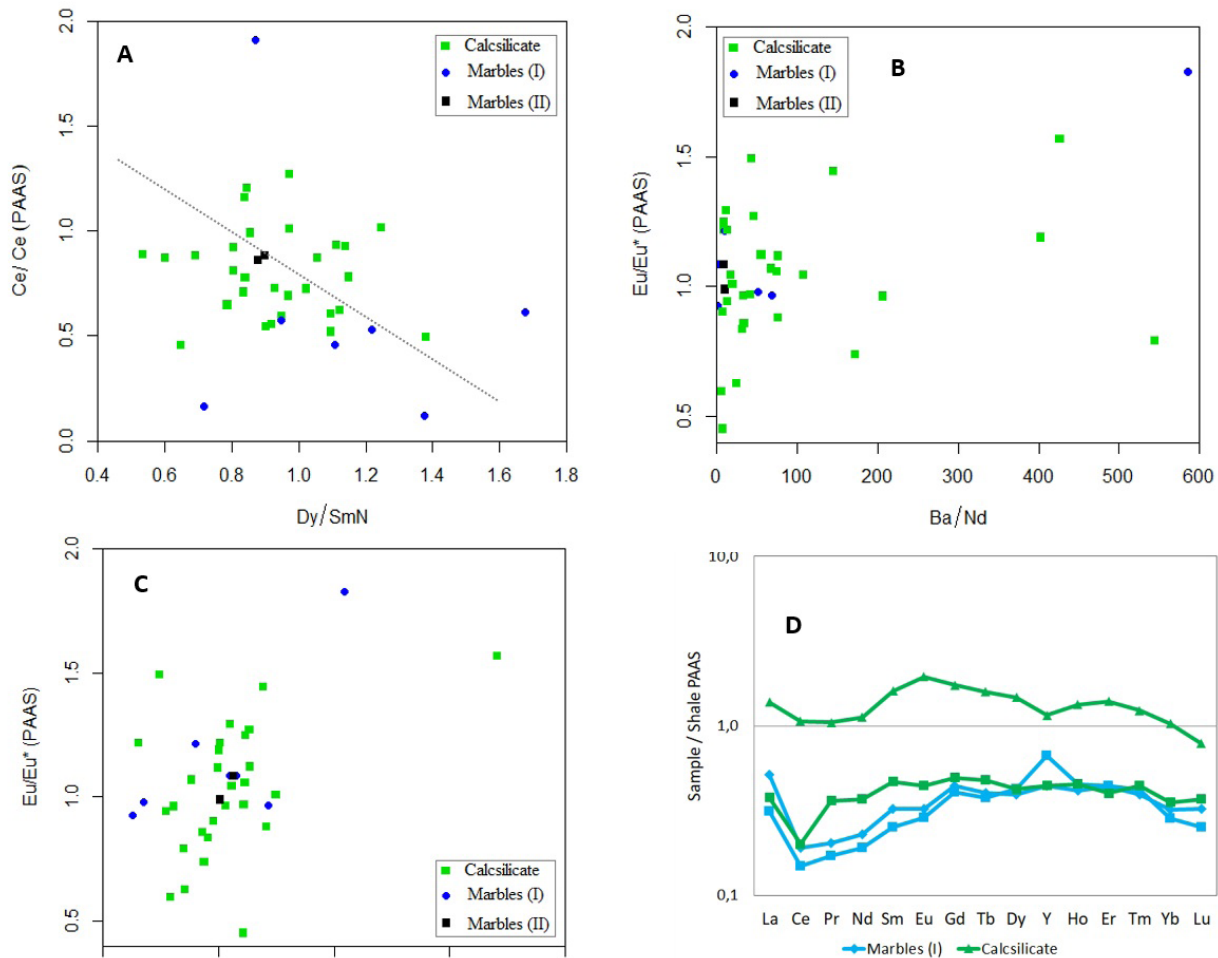 A
Calcsilicate
Marbles (I)
Marbles (II)
2.0
1.5
1.0
0.5
0.0
Ce/ Ce (PAAS)
0.4 0.6 0.8 1.0 1.2 1.4 1.6 1.8
Dy/SmN
B
Calcsilicate
Marbles (I)
Marbles (II)
2.0
1.5
1.0
0.5
Eu/Eu* (PAAS)
0 100 200 300 400 500 600
Ba/Nd
C
2.0
1.5
1.0
0.5
Eu/Eu* (PAAS)
Calcsilicate
Marbles (I)
Marbles (II)
D
10,0
1,0
0,1
Sample / Shale PAAS
La Ce Pr Nd Sm Eu Gd Tb Dy Y Ho Er Tm Yb Lu
Marbles (I) Calcsilicate